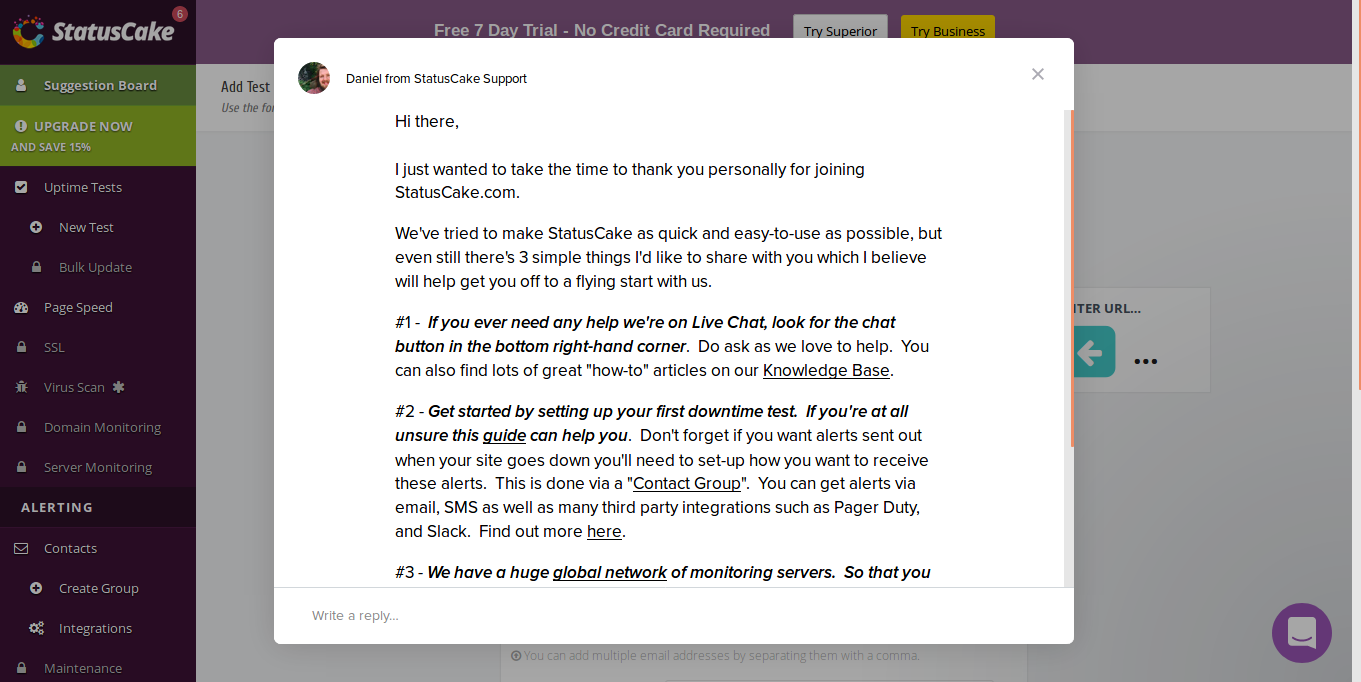 6
StatusCake
Free 7 Day Trial - No Credit Card Required
Try Superior
Try Business
Suggestion Board
UPGRADE NOW
AND SAVE 15%
Uptime Tests
New Test
Bulk Update
Page Speed
SSL
Virus Scan
Domain Monitoring
Server Monitoring
ALERTING
Contacts
Create Group
Integrations
Maintenance
Add Test
Use the
Daniel from StatusCake Support
Hi there,
I just wanted to take the time to thank you personally for joining
StatusCake.com.
We've tried to make StatusCake as quick and easy-to-use as possible, but
even still there's 3 simple things I'd like to share with you which I believe
will help get you off to a flying start with us.
#1 - If you ever need any help we're on Live Chat, look for the chat
button in the bottom right-hand corner. Do ask as we love to help. You
can also find lots of great "how-to" articles on our Knowledge Base.
#2 - Get started by setting up your first downtime test. If you're at all
unsure this guide can help you. Don't forget if you want alerts sent out
when your site goes down you'll need to set-up how you want to receive
these alerts. This is done via a "Contact Group". You can get alerts via
email, SMS as well as many third party integrations such as Pager Duty,
and Slack. Find out more here.
#3 - We have a huge global network of monitoring servers. So that you
Write a reply...
URL...
...
You can add multiple email addresses by separating them with a comma.